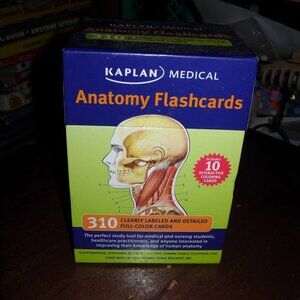 KAPLAN MEDICAL
Anatomy Flashcards
INCLUDES
10
INTERACTIVE
COLORING
CARDS
310 CLEARLY LABELED AND DETAILED
FULL-COLOR CARDS
The perfect study tool for medical and nursing students,
healthcare practitioners, and anyone interested in
improving their knowledge of human anatomy